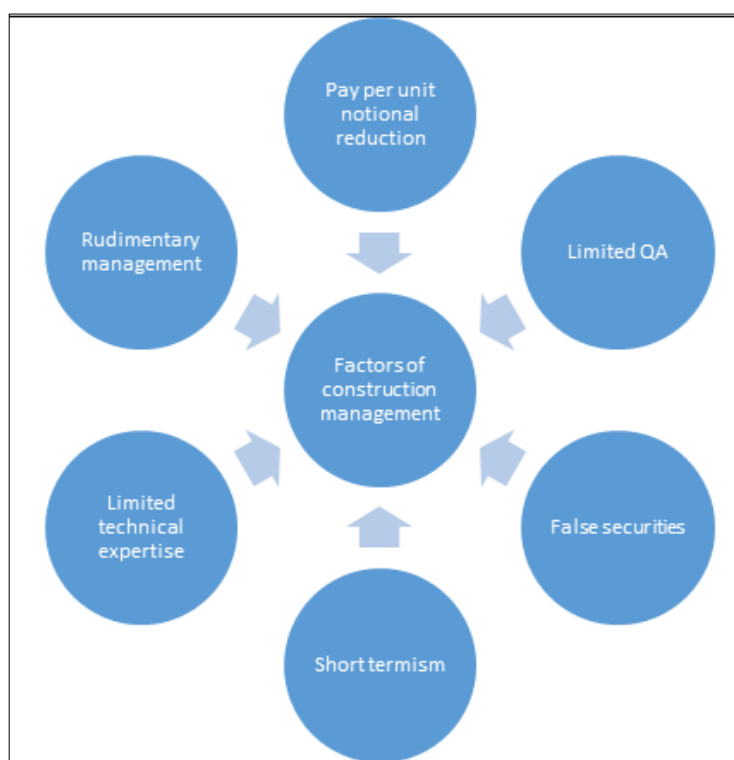 Pay per unit
notional
reduction
Rudimentary
management
Limited QA
Factors of
construction
management
Limited
technical
expertise
False securities
Short termism